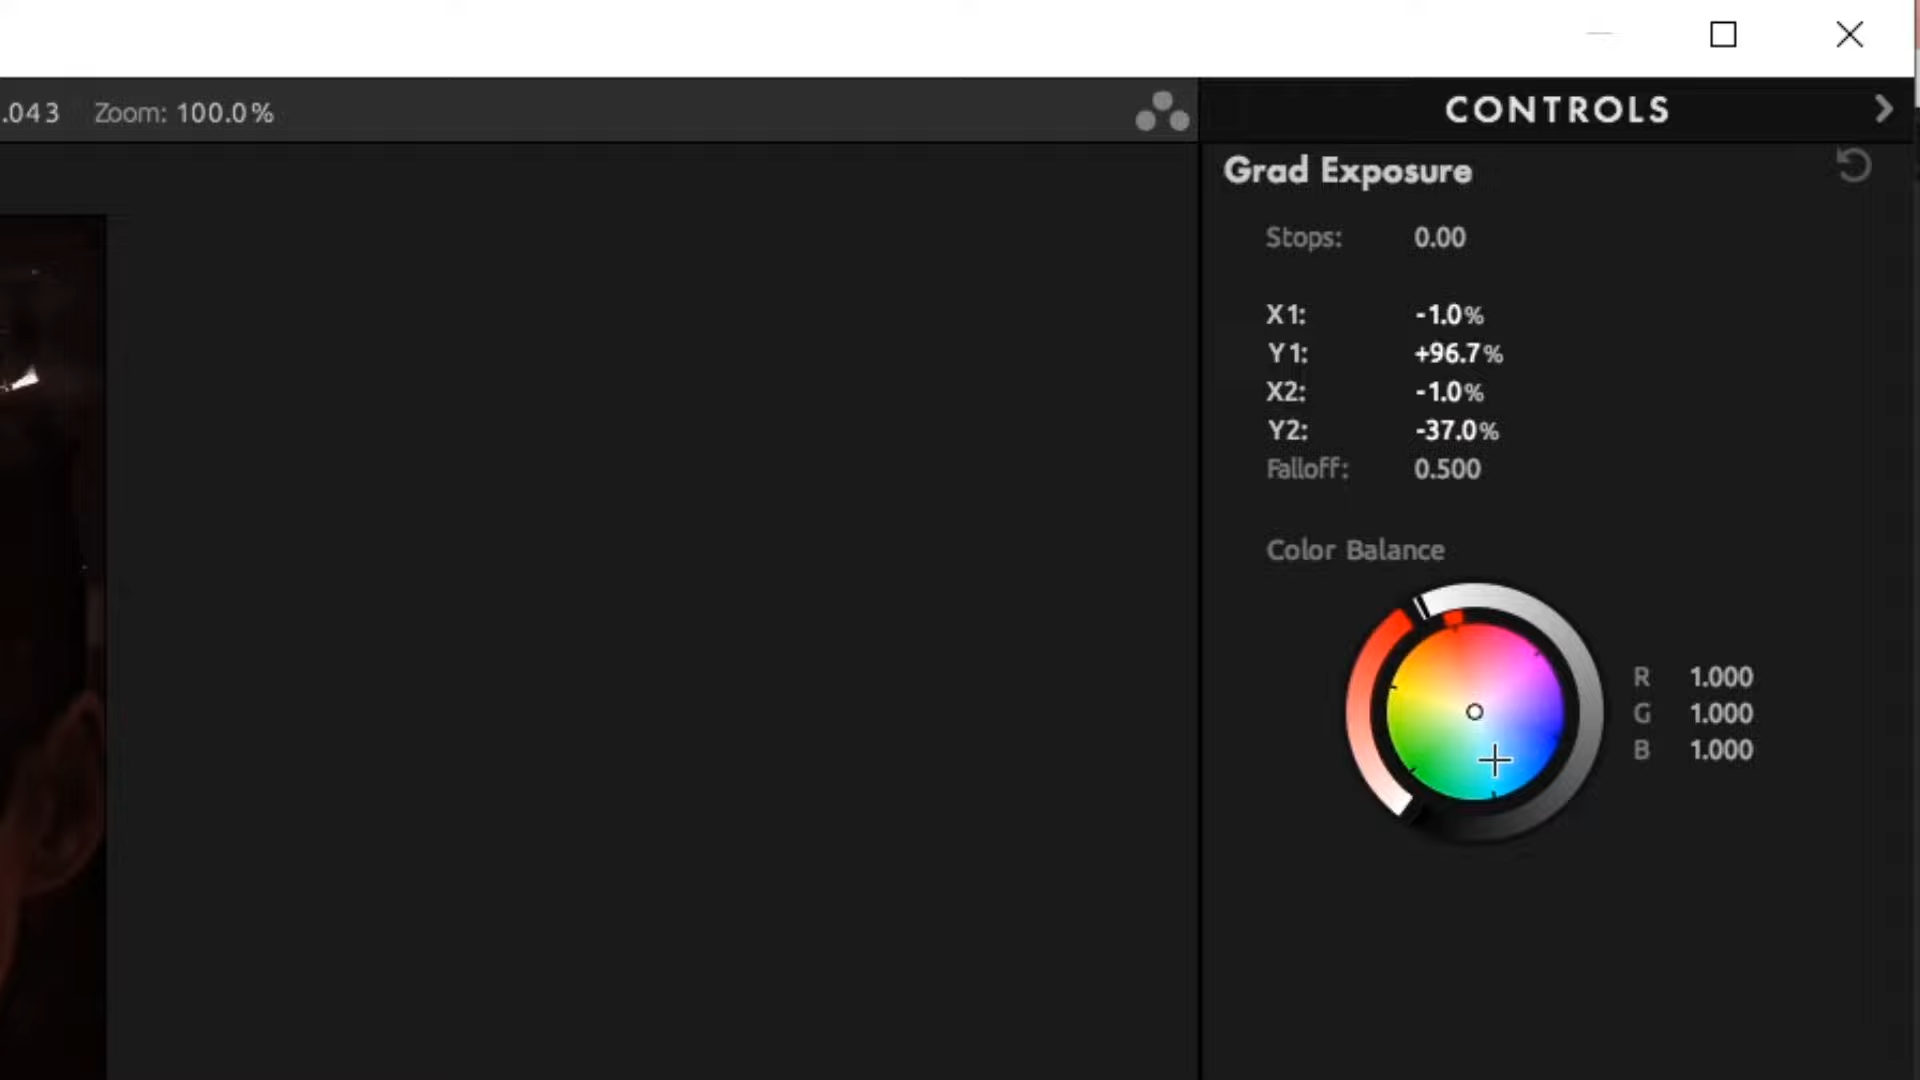 .043 Zoom: 100.0%
CONTROLS
Grad Exposure
Stops: 0.00
X1: -1.0%
Y1: +96.7%
X2: -1.0%
Y2: -37.0%
Falloff: 0.500
Color Balance
R 1.000
G 1.000
B 1.000